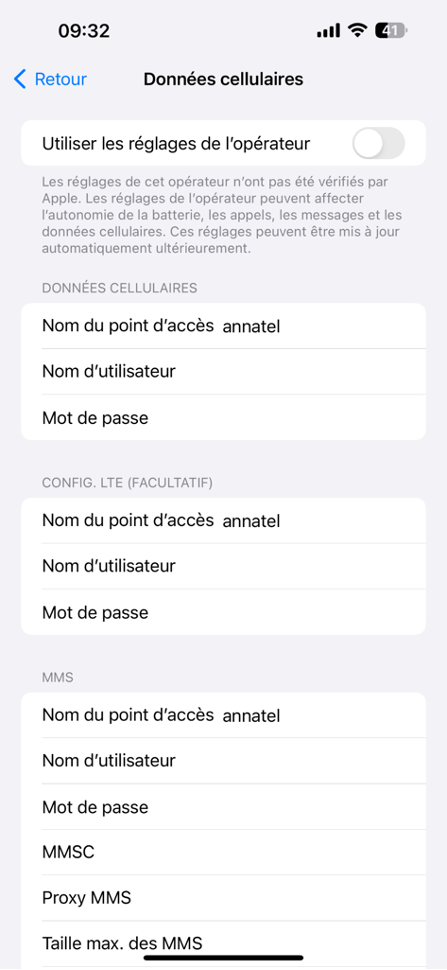 09:32
41
Retour
Données cellulaires
Utiliser les réglages de l’opérateur
Les réglages de cet opérateur n’ont pas été vérifiés par
Apple. Les réglages de l’opérateur peuvent affecter
l’autonomie de la batterie, les appels, les messages et les
données cellulaires. Ces réglages peuvent être mis à jour
automatiquement ultérieurement.
DONNÉES CELLULAIRES
Nom du point d’accès annatel
Nom d’utilisateur
Mot de passe
CONFIG. LTE (FACULTATIF)
Nom du point d’accès annatel
Nom d’utilisateur
Mot de passe
MMS
Nom du point d’accès annatel
Nom d’utilisateur
Mot de passe
MMSC
Proxy MMS
Taille max. des MMS